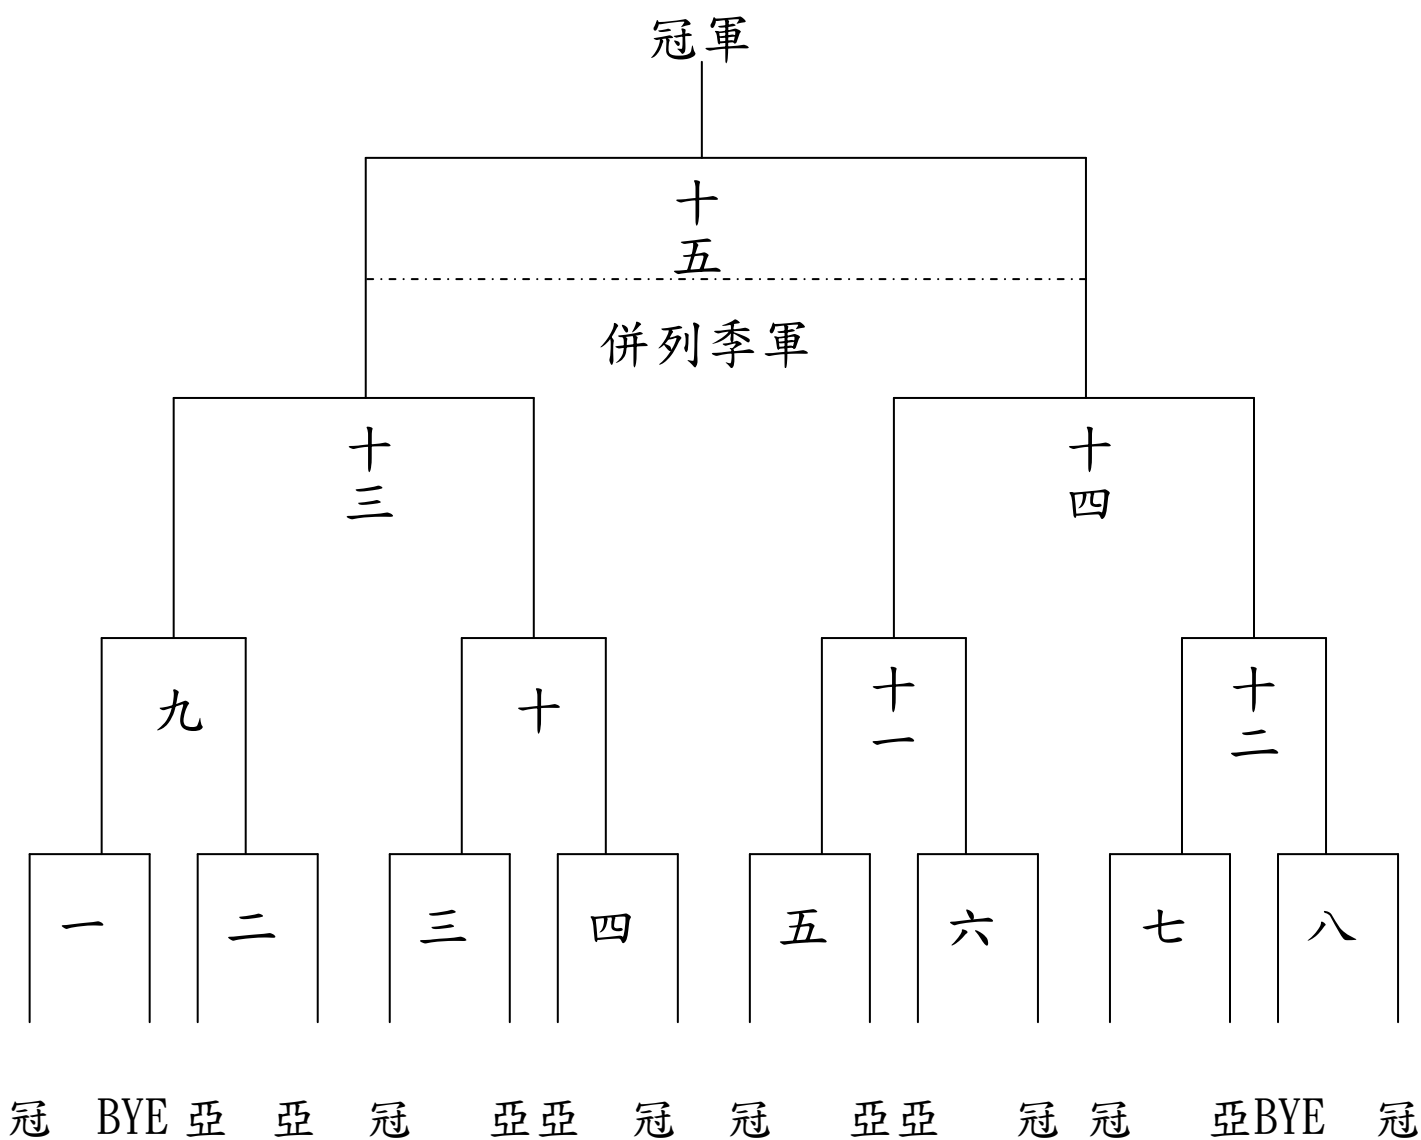 冠軍
十五
併列季軍
十三
十四
九
十
十一
十二
一 二 三 四 五 六 七 八
冠 BYE 亞 亞 冠 亞 亞 冠 冠 亞 亞 冠 冠 亞 BYE 冠